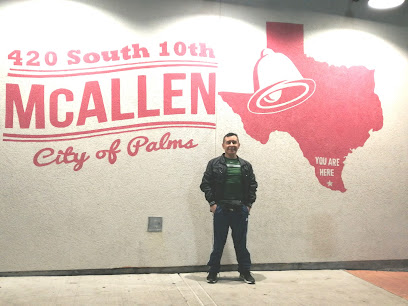 420 South 10th
McALLEN
City of Palms
YOU ARE
HERE